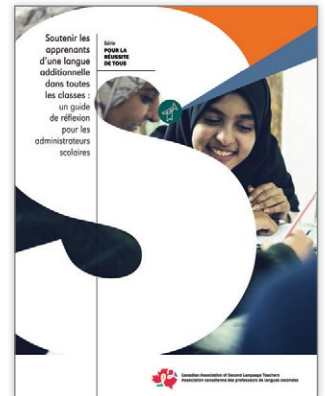 Soutenir les
apprenants
d'une langue
additionnelle
dans toutes
les classes :
un guide
de réflexion
pour les
administrateurs
scolaires
Série
POUR LA
RÉUSSITE
DE TOUS
Canadian Association of Second Language Teachers
Association canadienne des professeurs de langues secondes